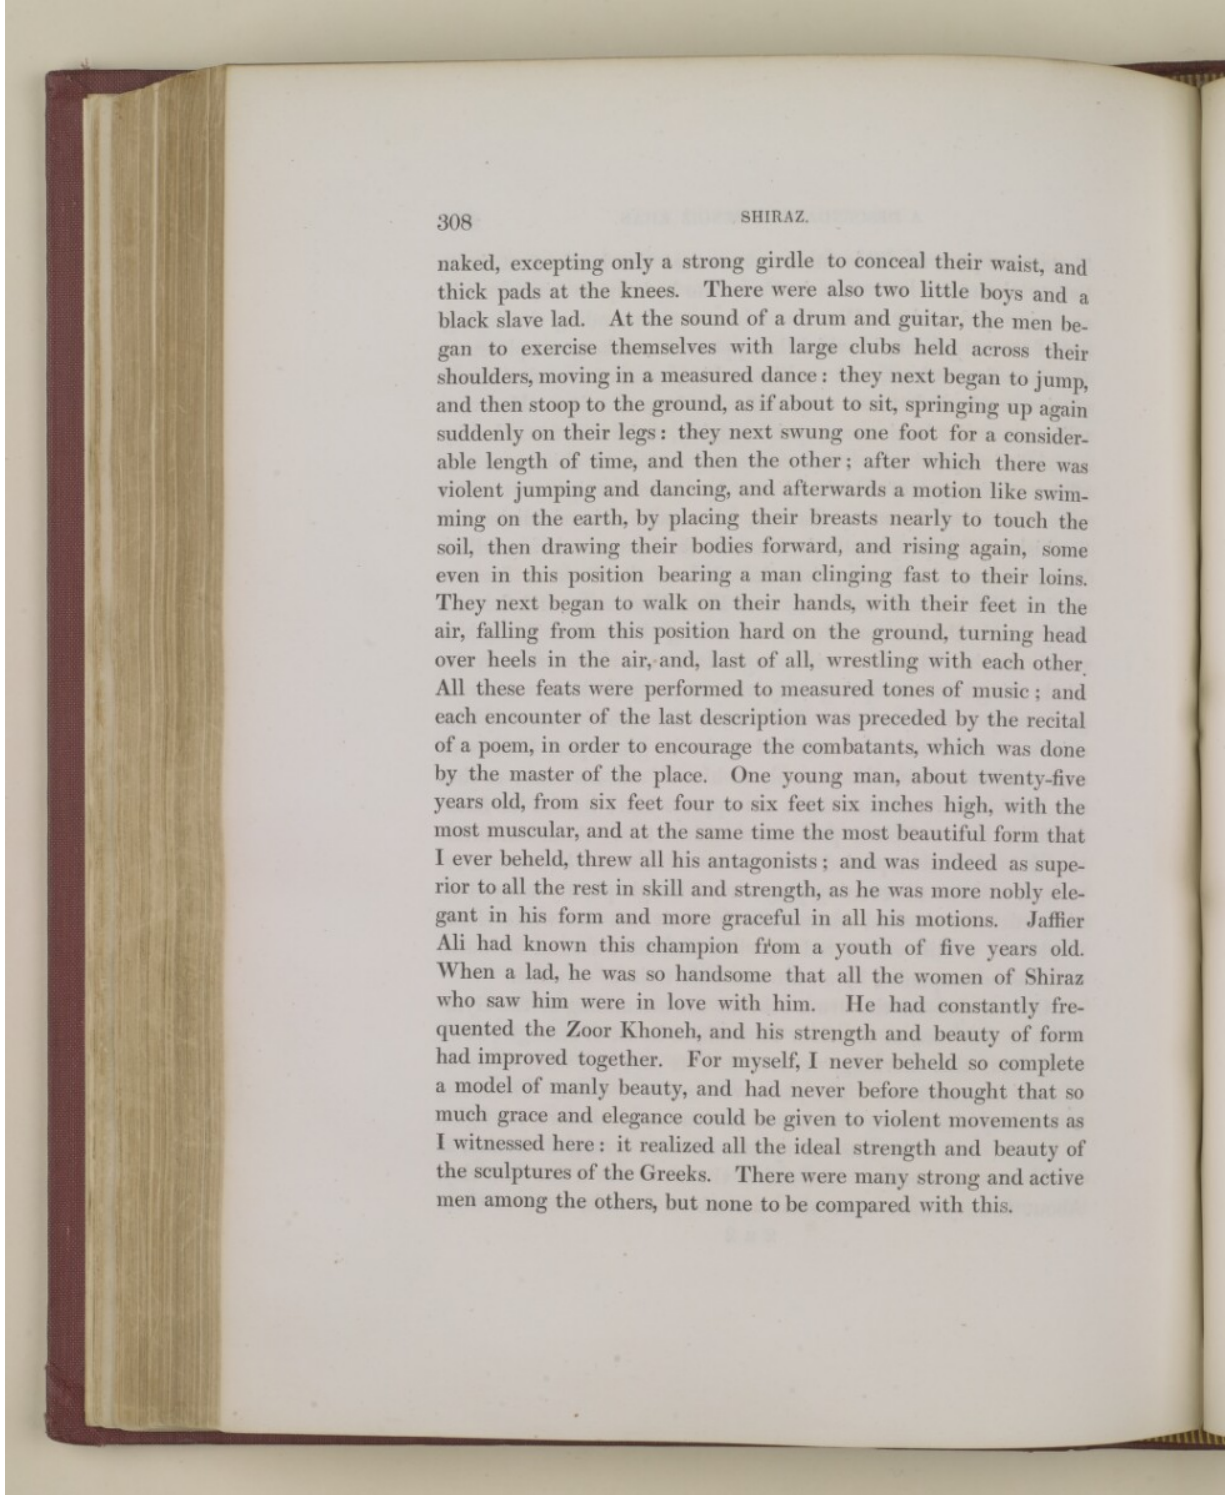 308
SHIRAZ.
naked, excepting only a strong girdle to conceal their waist, and
thick pads at the knees. There were also two little boys and a
black slave lad. At the sound of a drum and guitar, the men be-
gan to exercise themselves with large clubs held across their
shoulders, moving in a measured dance: they next began to jump,
and then stoop to the ground, as if about to sit, springing up again
suddenly on their legs: they next swung one foot for a consider-
able length of time, and then the other; after which there was
violent jumping and dancing, and afterwards a motion like swim-
ming on the earth, by placing their breasts nearly to touch the
soil, then drawing their bodies forward, and rising again, some
even in this position bearing a man clinging fast to their loins.
They next began to walk on their hands, with their feet in the
air, falling from this position hard on the ground, turning head
over heels in the air, and, last of all, wrestling with each other.
All these feats were performed to measured tones of music; and
each encounter of the last description was preceded by the recital
of a poem, in order to encourage the combatants, which was done
by the master of the place. One young man, about twenty-five
years old, from six feet four to six feet six inches high, with the
most muscular, and at the same time the most beautiful form that
I ever beheld, threw all his antagonists; and was indeed as supe-
rior to all the rest in skill and strength, as he was more nobly ele-
gant in his form and more graceful in all his motions. Jaffier
Ali had known this champion from a youth of five years old.
When a lad, he was so handsome that all the women of Shiraz
who saw him were in love with him. He had constantly fre-
quented the Zoor Khoneh, and his strength and beauty of form
had improved together. For myself, I never beheld so complete
a model of manly beauty, and had never before thought that so
much grace and elegance could be given to violent movements as
I witnessed here: it realized all the ideal strength and beauty of
the sculptures of the Greeks. There were many strong and active
men among the others, but none to be compared with this.